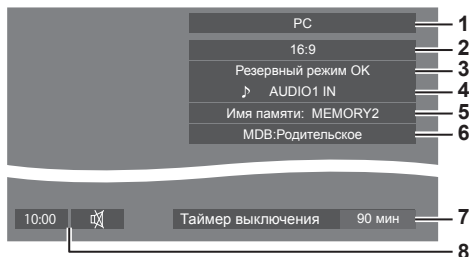 PC 1
16:9 2
Резервный режим OK 3
♪ AUDIO1 IN 4
Имя памяти: MEMORY2 5
MDB:Родительское 6
10:00 Таймер выключения 90 мин 7
8